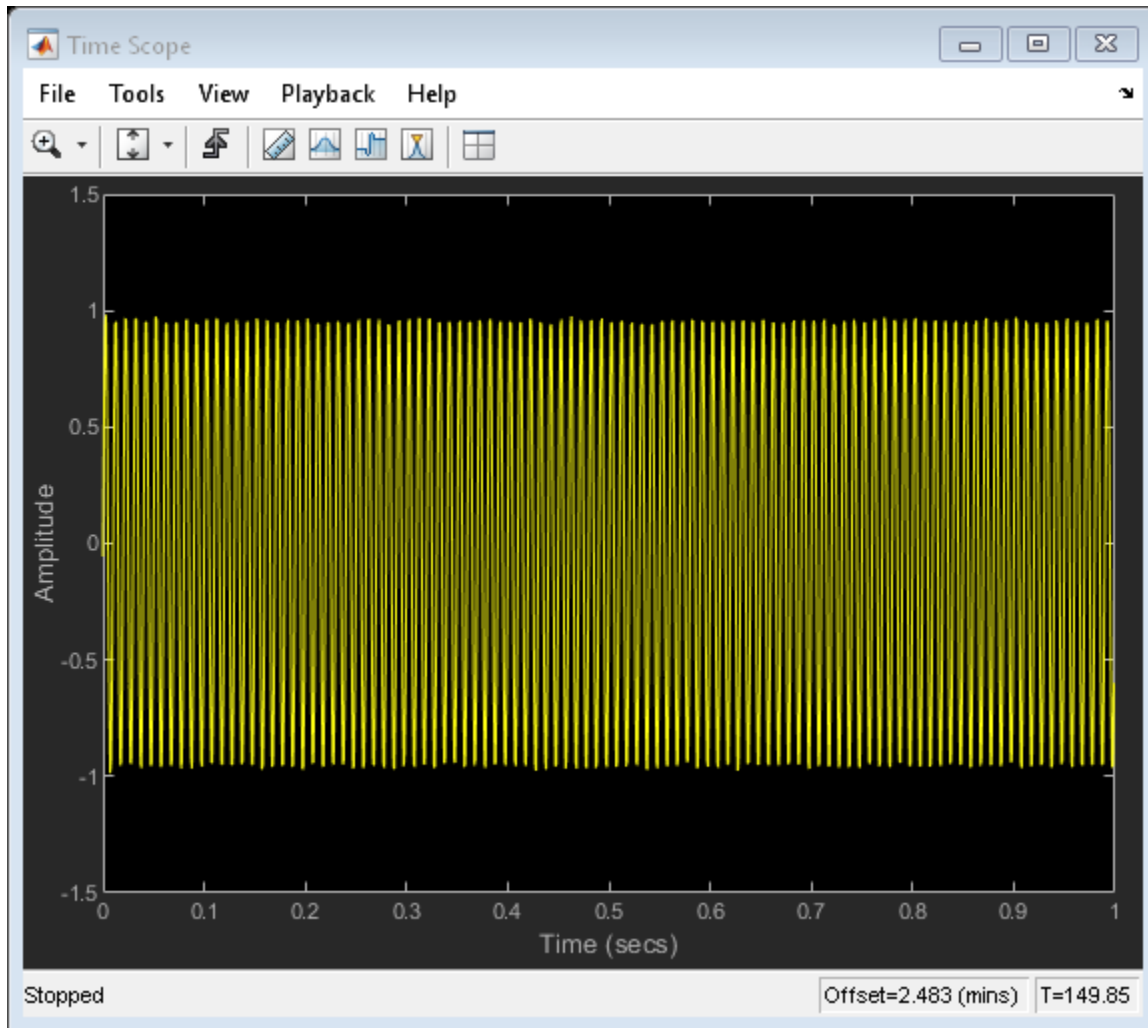 Time Scope
File Tools View Playback Help
1.5
1
0.5
0
-0.5
-1
-1.5
Amplitude
0 0.1 0.2 0.3 0.4 0.5 0.6 0.7 0.8 0.9 1
Time (secs)
Stopped Offset=2.483 (mins) T=149.85